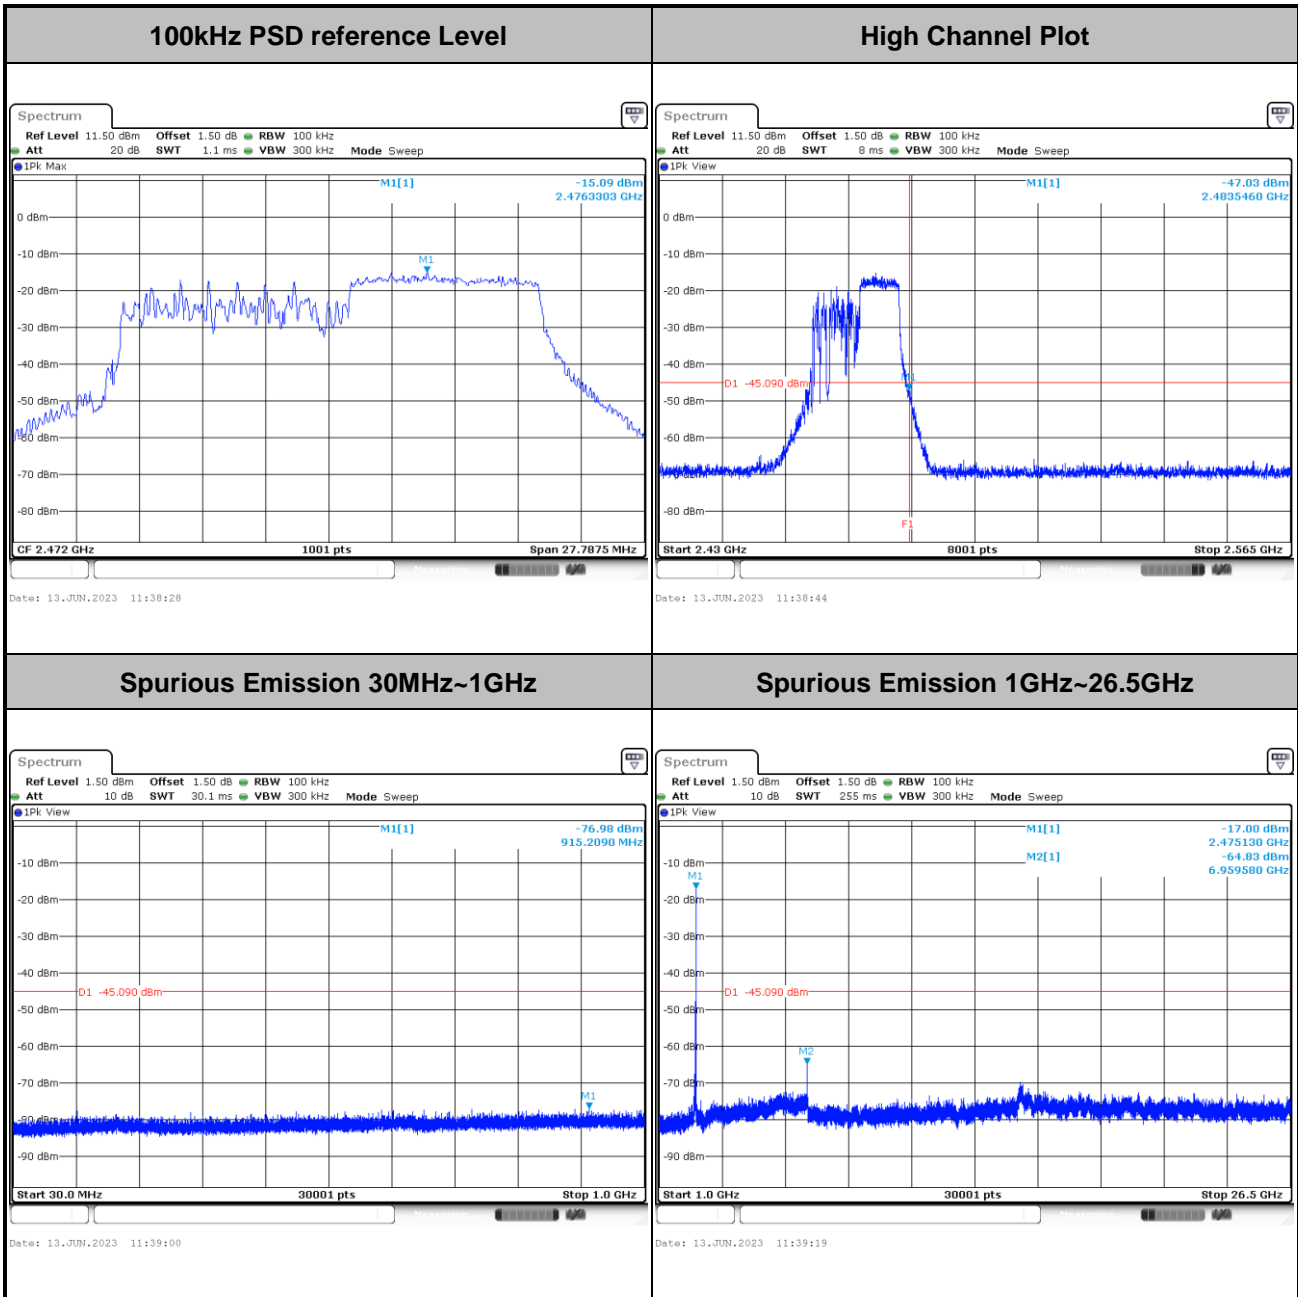 100kHz PSD reference Level
High Channel Plot
Spectrum
Ref Level 11.50 dBm Offset 1.50 dB RBW 100 kHz
Att 20 dB SWT 1.1 ms VBW 300 kHz Mode Sweep
1Pk Max
M1[1] -15.09 dBm
2.4763303 GHz
0 dBm
M1
-10 dBm
-20 dBm
-30 dBm
-40 dBm
-50 dBm
-60 dBm
-70 dBm
-80 dBm
CF 2.472 GHz 1001 pts Span 27.7875 MHz
Measuring...
Date: 13.JUN.2023 11:38:28
Spectrum
Ref Level 11.50 dBm Offset 1.50 dB RBW 100 kHz
Att 20 dB SWT 8 ms VBW 300 kHz Mode Sweep
1Pk View
M1[1] -47.03 dBm
2.4835460 GHz
0 dBm
-10 dBm
-20 dBm
-30 dBm
-40 dBm
M1
D1 -45.090 dBm
-50 dBm
-60 dBm
-70 dBm
-80 dBm
F1
Start 2.43 GHz 8001 pts Stop 2.565 GHz
Measuring...
Date: 13.JUN.2023 11:38:44
Spurious Emission 30MHz~1GHz
Spurious Emission 1GHz~26.5GHz
Spectrum
Ref Level 1.50 dBm Offset 1.50 dB RBW 100 kHz
Att 10 dB SWT 30.1 ms VBW 300 kHz Mode Sweep
1Pk View
M1[1] -76.98 dBm
915.2090 MHz
-10 dBm
-20 dBm
-30 dBm
-40 dBm
D1 -45.090 dBm
-50 dBm
-60 dBm
-70 dBm
M1
-80 dBm
-90 dBm
Start 30.0 MHz 30001 pts Stop 1.0 GHz
Measuring...
Date: 13.JUN.2023 11:39:00
Spectrum
Ref Level 1.50 dBm Offset 1.50 dB RBW 100 kHz
Att 10 dB SWT 255 ms VBW 300 kHz Mode Sweep
1Pk View
M1[1] -17.00 dBm
2.475130 GHz
M2[1] -64.83 dBm
6.959580 GHz
-10 dBm
M1
-20 dBm
-30 dBm
-40 dBm
D1 -45.090 dBm
-50 dBm
-60 dBm
M2
-70 dBm
-80 dBm
-90 dBm
Start 1.0 GHz 30001 pts Stop 26.5 GHz
Measuring...
Date: 13.JUN.2023 11:39:19